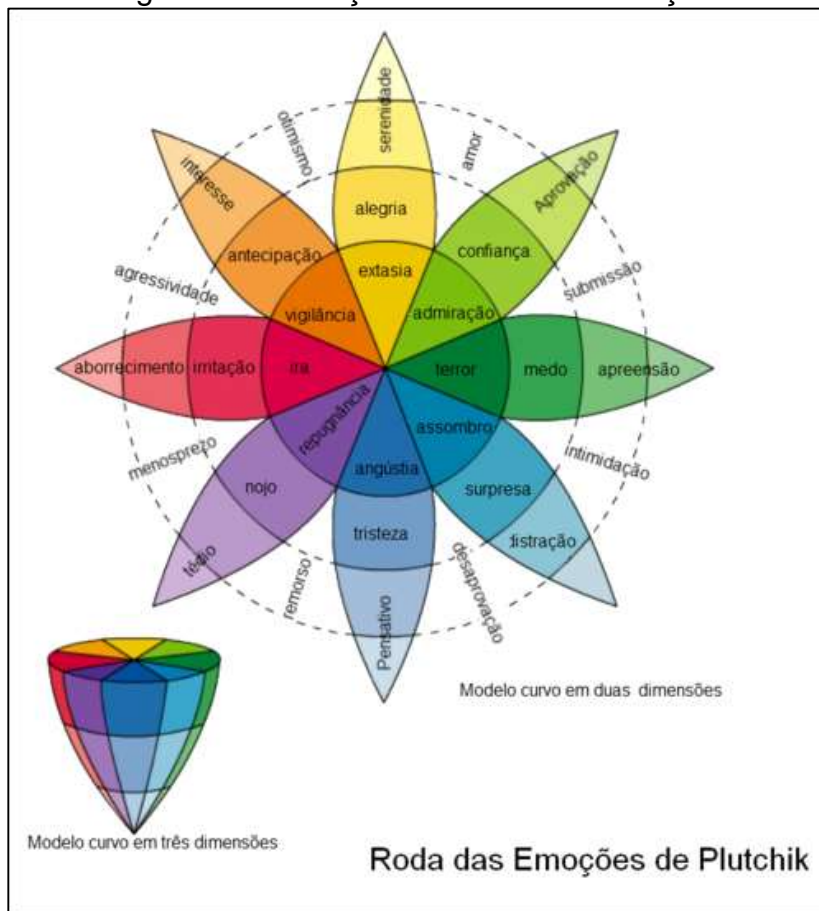 serenidade
otimismo
amor
interesse
Aprovação
alegria
antecipação
confiança
extasia
agressividade
submissão
vigilância
admiração
aborrecimento
irritação
ira
terror
medo
apreensão
repugnância
assombro
menosprezo
intimidação
angústia
nojo
surpresa
tristeza
distração
tédio
remorso
desaprovação
Pensativo
Modelo curvo em duas dimensões
Modelo curvo em três dimensões
Roda das Emoções de Plutchik